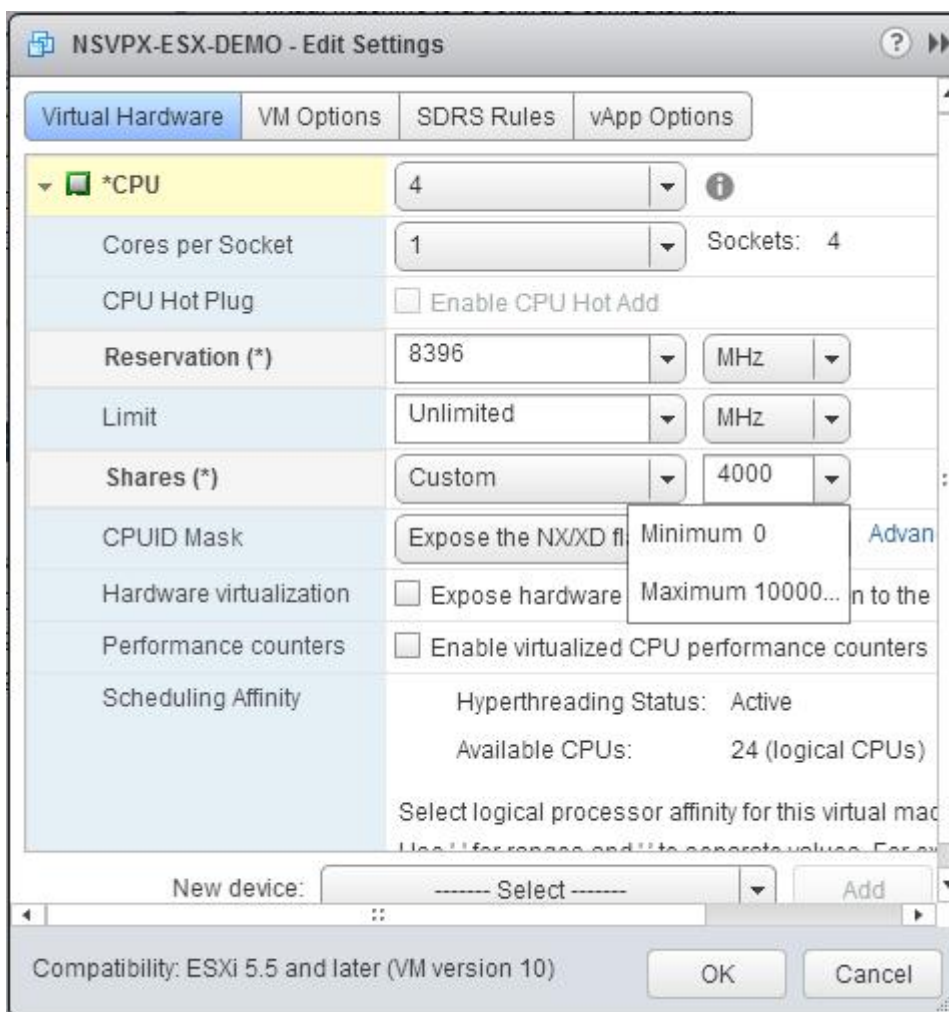 NSVPX-ESX-DEMO - Edit Settings ?
Virtual Hardware VM Options SDRS Rules vApp Options
*CPU 4
Cores per Socket 1 Sockets: 4
CPU Hot Plug Enable CPU Hot Add
Reservation (*) 8396 MHz
Limit Unlimited MHz
Shares (*) Custom 4000
CPUID Mask Expose the NX/XD fl Minimum 0 Advan
Hardware virtualization Expose hardware Maximum 10000... n to the
Performance counters Enable virtualized CPU performance counters
Scheduling Affinity Hyperthreading Status: Active
Available CPUs: 24 (logical CPUs)
Select logical processor affinity for this virtual mac
New device: ------- Select ------- Add
Compatibility: ESXi 5.5 and later (VM version 10) OK Cancel